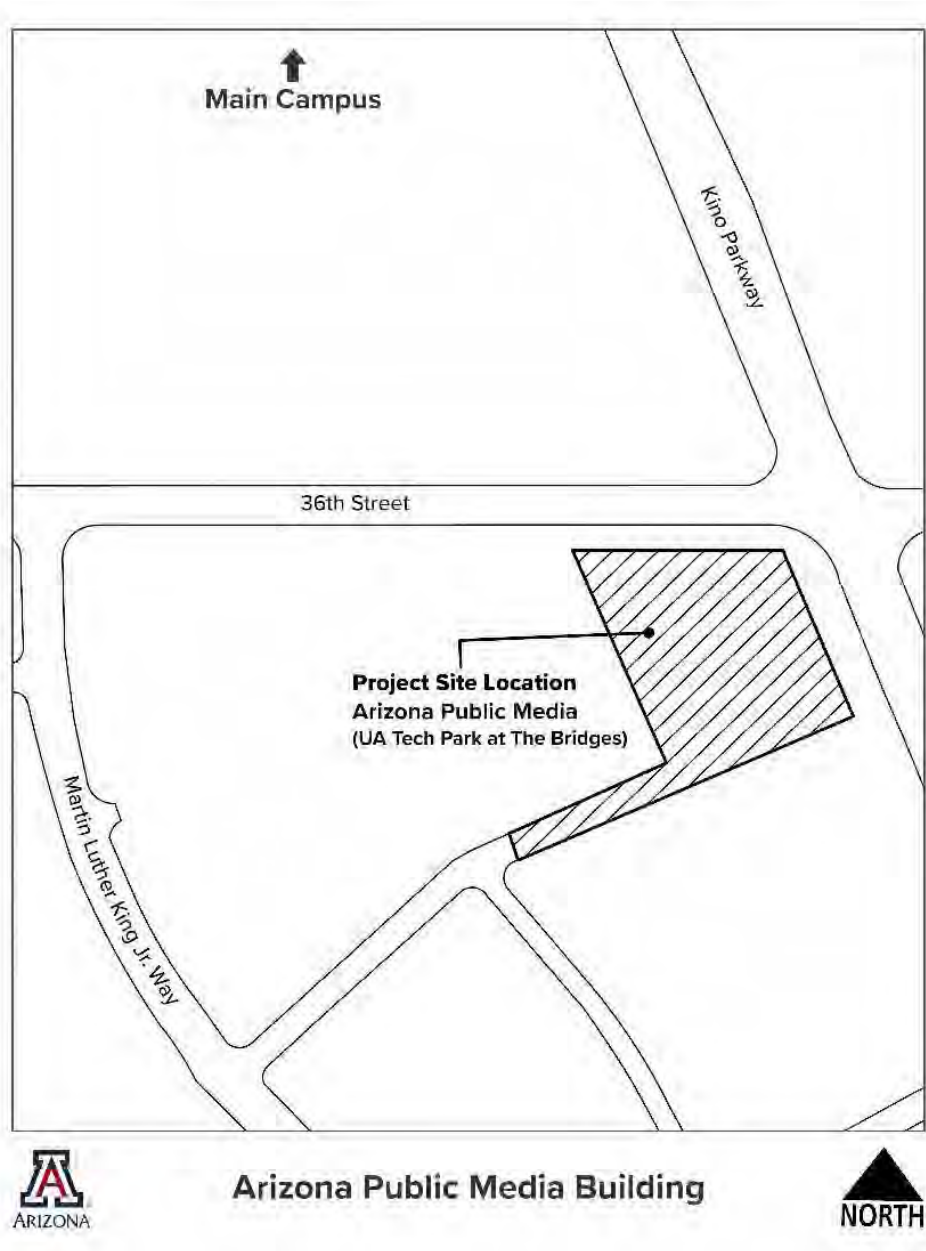 Main Campus
Kino Parkway
36th Street
Project Site Location
Arizona Public Media
(UA Tech Park at The Bridges)
Martin Luther King Jr. Way
A
ARIZONA
Arizona Public Media Building
NORTH